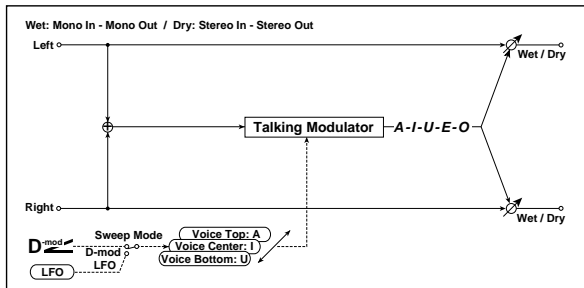 Wet: Mono In - Mono Out / Dry: Stereo In - Stereo Out
Left
Wet / Dry
Talking Modulator
A-I-U-E-O
Right
Wet / Dry
Sweep Mode
D-mod
D-mod
LFO
LFO
Voice Top: A
Voice Center: I
Voice Bottom: U